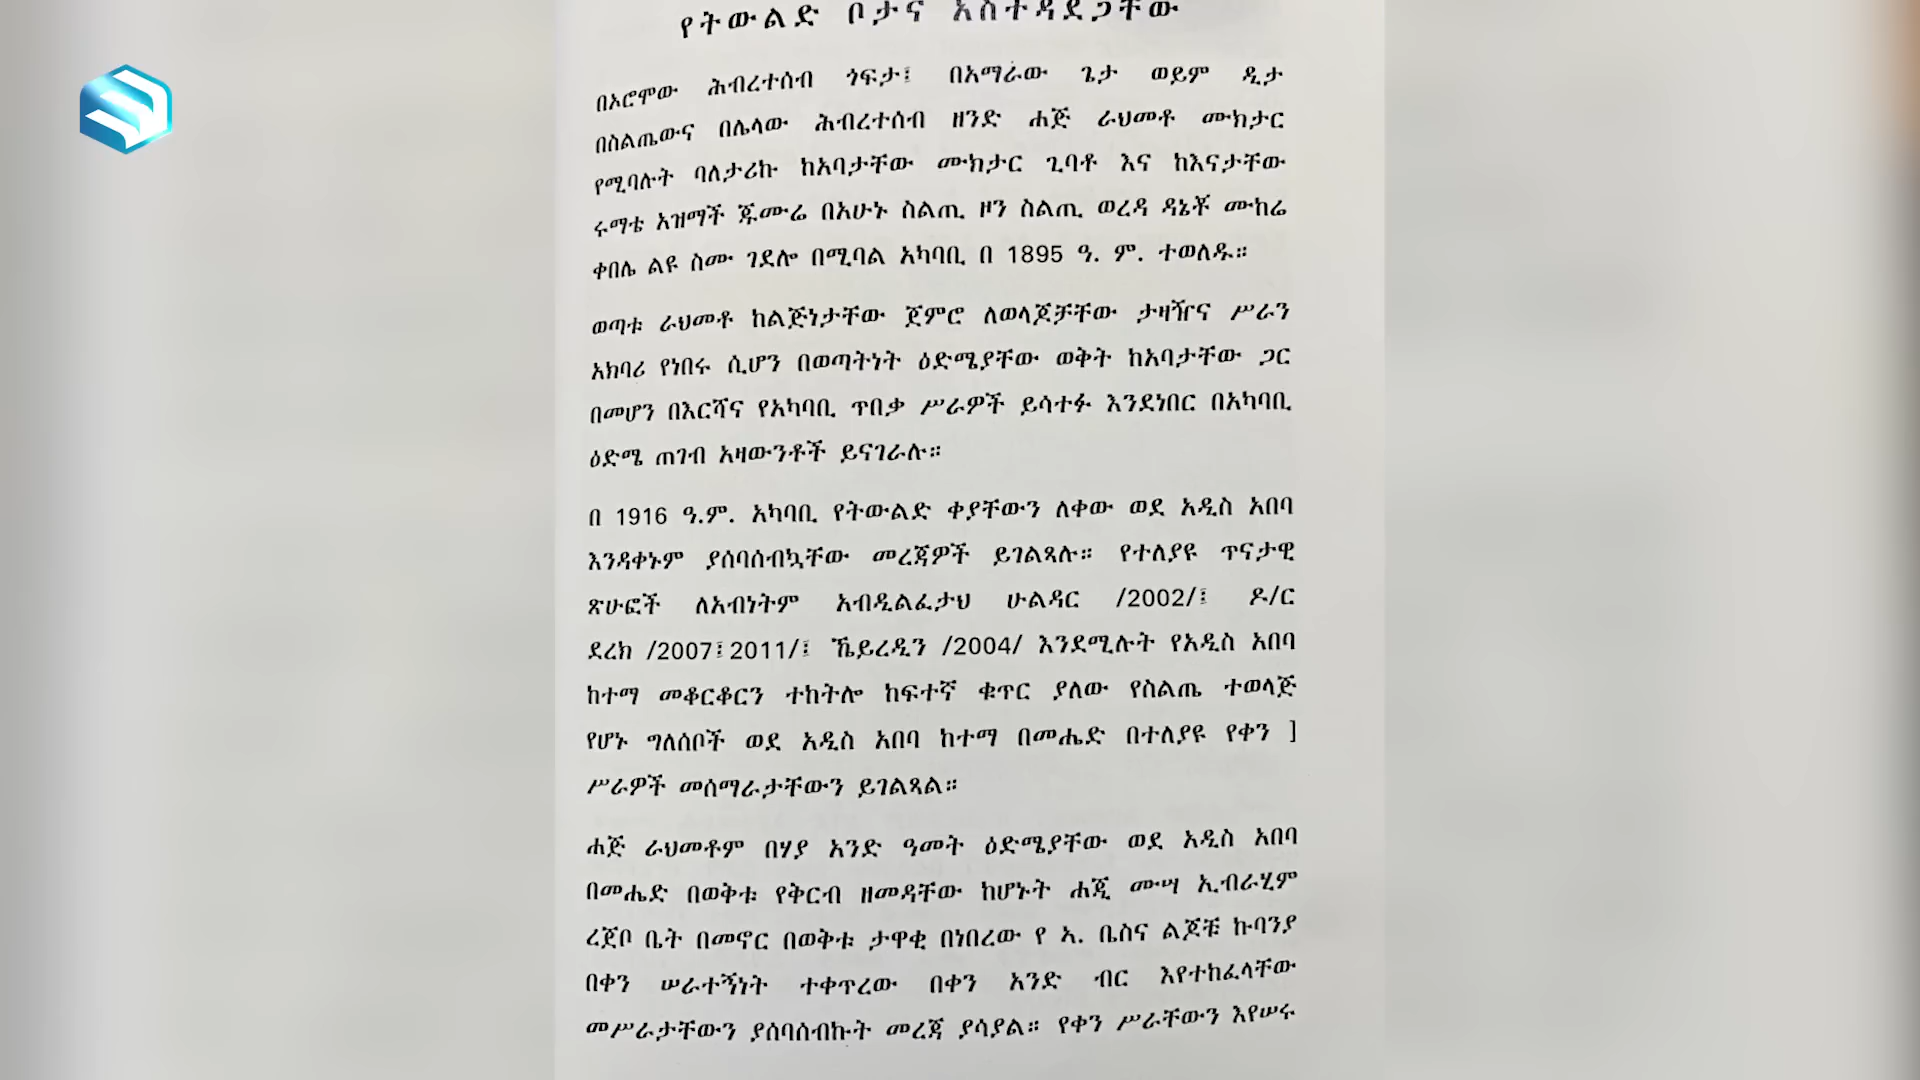 የትውልድ ቦታና አስተዳደጋቸው
በኦሮሞው ሕብረተሰብ ጎፍታ፤ በአማራው ጌታ ወይም ዲታ
በስልጤውና በሌላው ሕብረተሰብ ዘንድ ሐጅ ራህመቶ ሙክታር
የሚባሉት ባለታሪኩ ከአባታቸው ሙክታር ጊባቶ እና ከእናታቸው
ሩማቴ አዝማች ጁሙሬ በአሁኑ ስልጢ ዞን ስልጢ ወረዳ ዳኔቾ ሙከሬ
ቀበሌ ልዩ ስሙ ገደሎ በሚባል አካባቢ በ 1895 ዓ. ም. ተወለዱ።
ወጣቱ ራህመቶ ከልጅነታቸው ጀምሮ ለወላጆቻቸው ታዛዥና ሥራን
አክባሪ የነበሩ ሲሆን በወጣትነት ዕድሜያቸው ወቅት ከአባታቸው ጋር
በመሆን በእርሻና የአካባቢ ጥበቃ ሥራዎች ይሳተፉ እንደነበር በአካባቢ
ዕድሜ ጠገብ አዛውንቶች ይናገራሉ።
በ 1916 ዓ.ም. አካባቢ የትውልድ ቀያቸውን ለቀው ወደ አዲስ አበባ
እንዳቀኑም ያሰባሰብኳቸው መረጃዎች ይገልጻሉ። የተለያዩ ጥናታዊ
ጽሁፎች ለአብነትም አብዲልፈታህ ሁልዳር /2002/፤ ዶ/ር
ደረክ /2007፤2011/፤ ኼይረዲን /2004/ እንደሚሉት የአዲስ አበባ
ከተማ መቆርቆርን ተከትሎ ከፍተኛ ቁጥር ያለው የስልጤ ተወላጅ
የሆኑ ግለሰቦች ወደ አዲስ አበባ ከተማ በመሔድ በተለያዩ የቀን ]
ሥራዎች መሰማራታቸውን ይገልጻል።
ሐጅ ራህመቶም በሃያ አንድ ዓመት ዕድሜያቸው ወደ አዲስ አበባ
በመሔድ በወቅቱ የቅርብ ዘመዳቸው ከሆኑት ሐጂ ሙሣ ኢብራሂም
ረጀቦ ቤት በመኖር በወቅቱ ታዋቂ በነበረው የ ኣ. ቤስና ልጆቹ ኩባንያ
በቀን ሠራተኝነት ተቀጥረው በቀን አንድ ብር እየተከፈላቸው
መሥራታቸውን ያሰባሰብኩት መረጃ ያሳያል። የቀን ሥራቸውን እየሠሩ